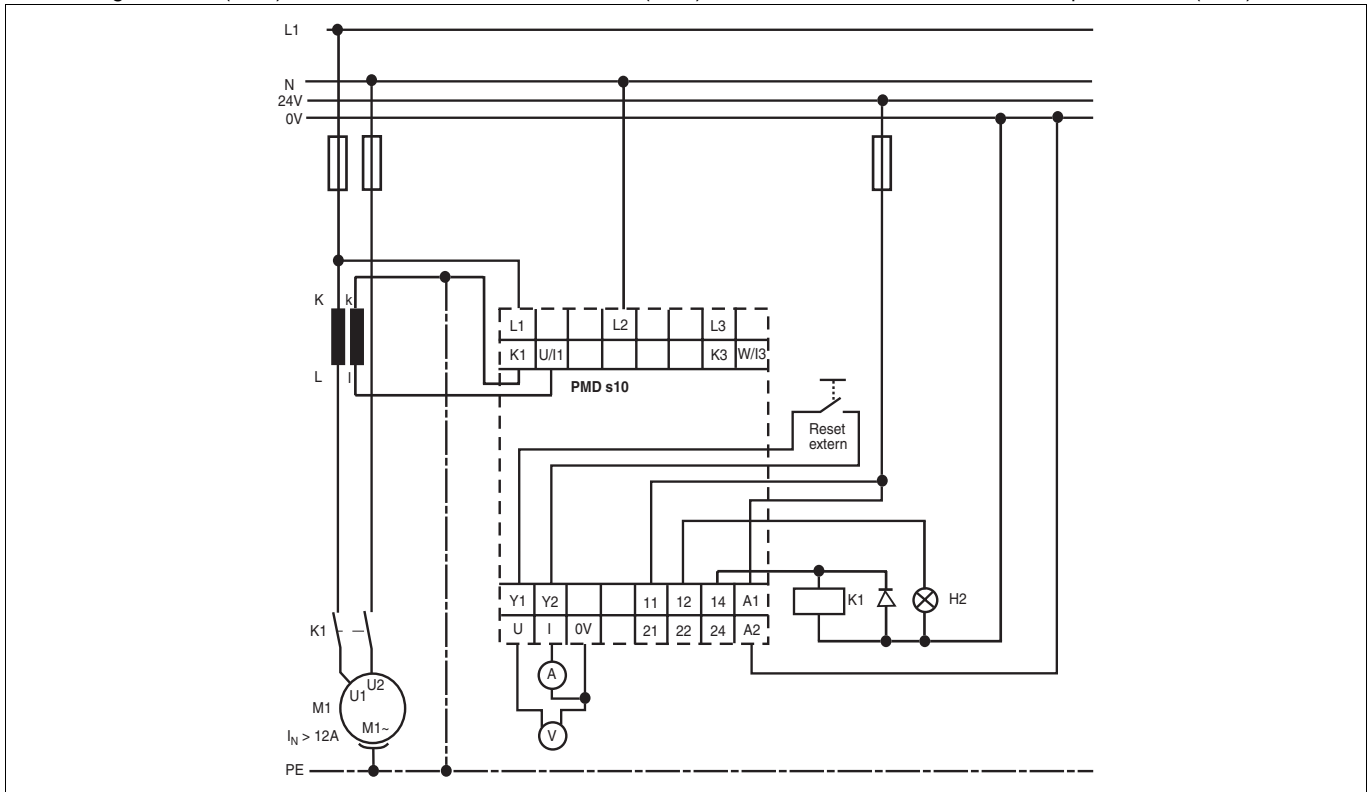 L1
N
24V
0V
K k
L l
L1 L2 L3
K1 U/I1 K3 W/I3
PMD s10
Reset
extern
Y1 Y2 11 12 14 A1
U I 0V 21 22 24 A2
K1
H2
K1
A
V
U1 U2
M1
M1~
IN > 12A
PE